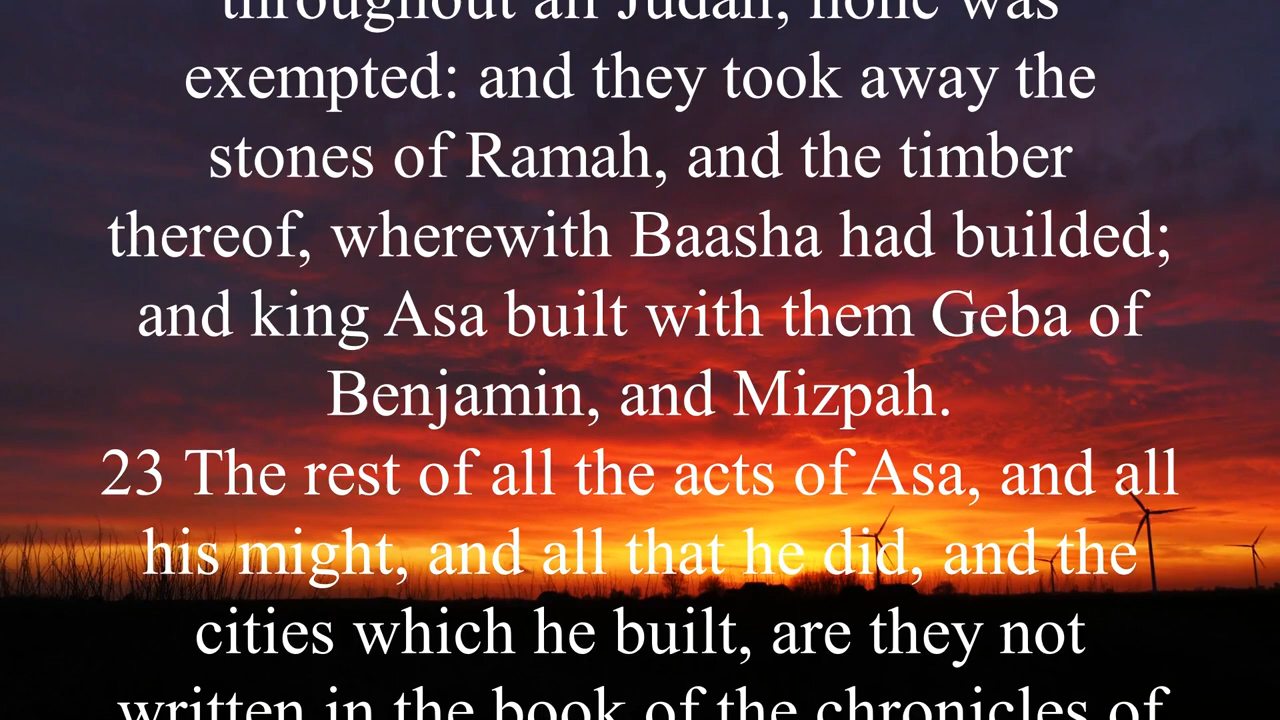 throughout all Judah; none was
exempted: and they took away the
stones of Ramah, and the timber
thereof, wherewith Baasha had builded;
and king Asa built with them Geba of
Benjamin, and Mizpah.
23 The rest of all the acts of Asa, and all
his might, and all that he did, and the
cities which he built, are they not
written in the book of the chronicles of